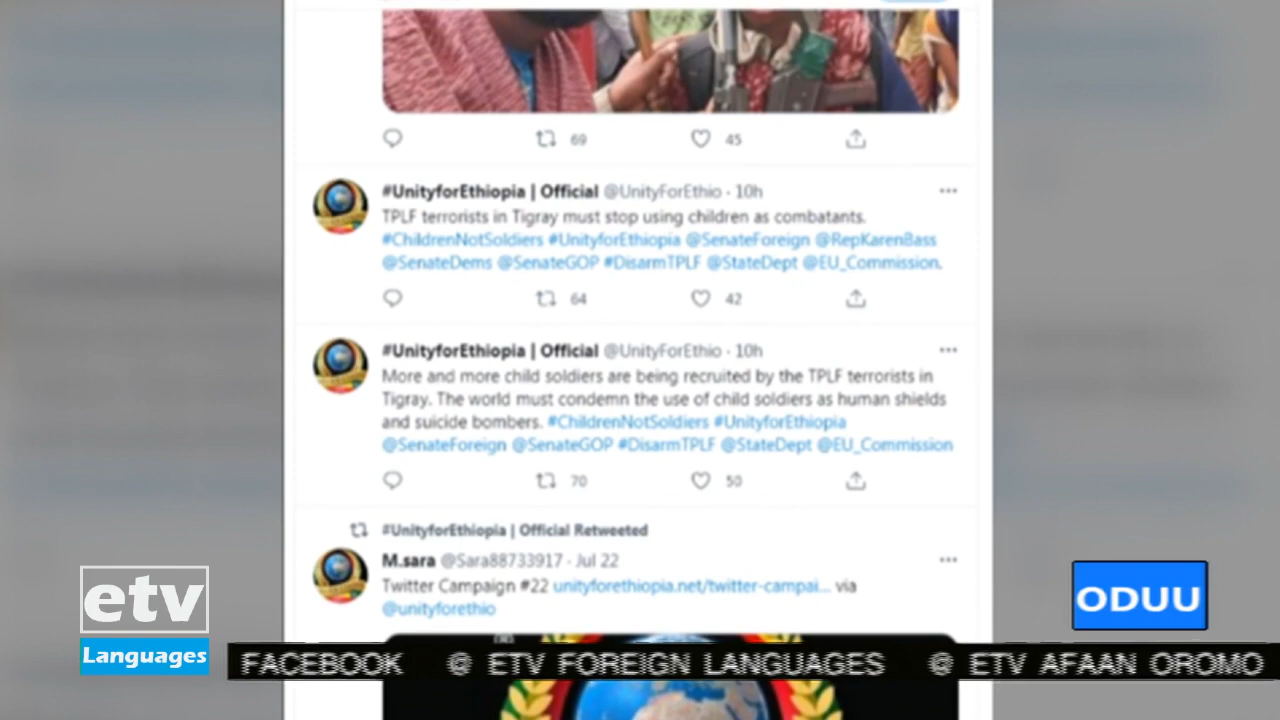 69
45
#UnityforEthiopia | Official @UnityForEthio · 10h
TPLF terrorists in Tigray must stop using children as combatants.
#ChildrenNotSoldiers #UnityforEthiopia @SenateForeign @RepKarenBass
@SenateDems @SenateGOP #DisarmTPLF @StateDept @EU_Commission.
64
42
#UnityforEthiopia | Official @UnityForEthio · 10h
More and more child soldiers are being recruited by the TPLF terrorists in
Tigray. The world must condemn the use of child soldiers as human shields
and suicide bombers. #ChildrenNotSoldiers #UnityforEthiopia
@SenateForeign @SenateGOP #DisarmTPLF @StateDept @EU_Commission
70
50
#UnityforEthiopia | Official Retweeted
M.sara @Sara88733917 · Jul 22
Twitter Campaign #22 unityforethiopia.net/twitter-campai... via
@unityforethio
etv
Languages
ODUU
FACEBOOK @ ETV FOREIGN LANGUAGES @ ETV AFAAN OROMO